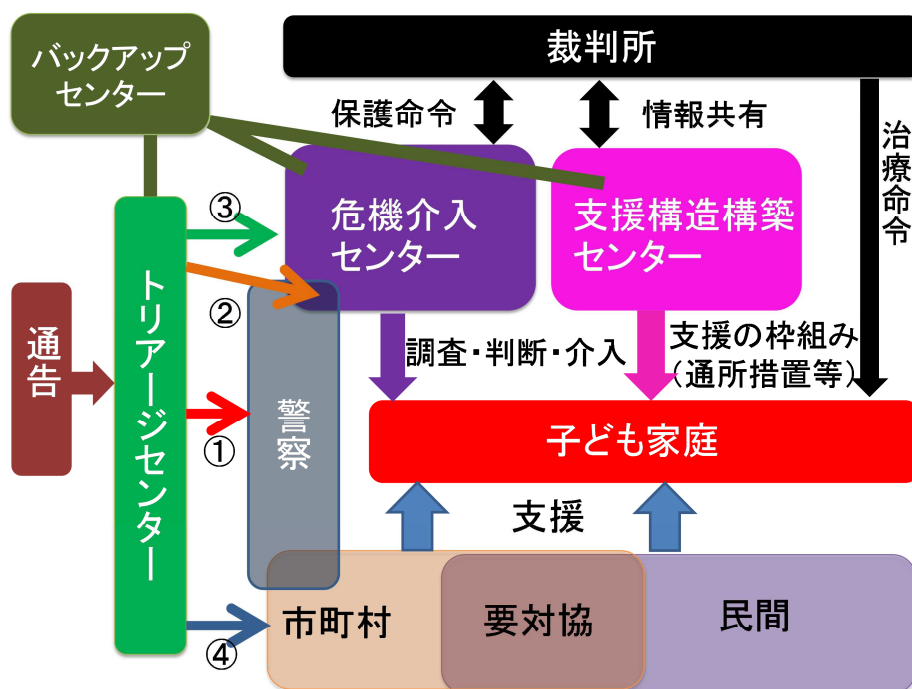 バックアップ
センター
裁判所
保護命令
情報共有
治療命令
③
危機介入
センター
支援構造構築
センター
トリアージセンター
②
通告
調査・判断・介入
支援の枠組み
（通所措置等）
警察
①
子ども家庭
支援
市町村
要対協
民間
④